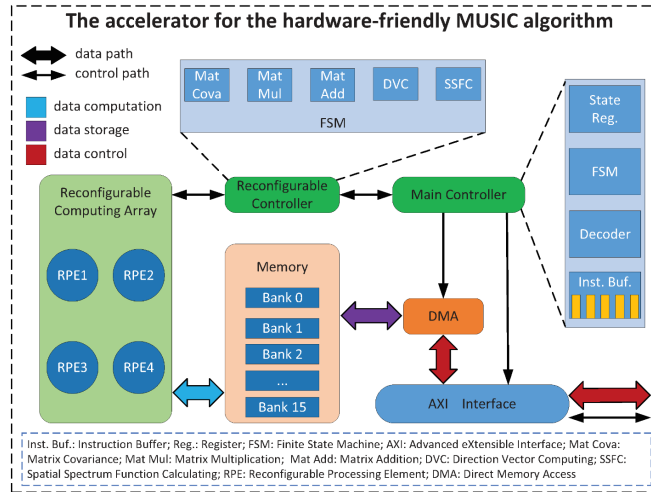 The accelerator for the hardware-friendly MUSIC algorithm
data path
control path
data computation
data storage
data control
Mat
Cova
Mat
Mul
Mat
Add
DVC
SSFC
FSM
State
Reg.
FSM
Decoder
Inst. Buf.
Reconfigurable
Computing Array
Reconfigurable
Controller
Main Controller
RPE1
RPE2
RPE3
RPE4
Memory
Bank 0
Bank 1
Bank 2
...
Bank 15
DMA
AXI Interface
Inst. Buf.: Instruction Buffer; Reg.: Register; FSM: Finite State Machine; AXI: Advanced eXtensible Interface; Mat Cova:
Matrix Covariance; Mat Mul: Matrix Multiplication; Mat Add: Matrix Addition; DVC: Direction Vector Computing; SSFC:
Spatial Spectrum Function Calculating; RPE: Reconfigurable Processing Element; DMA: Direct Memory Access